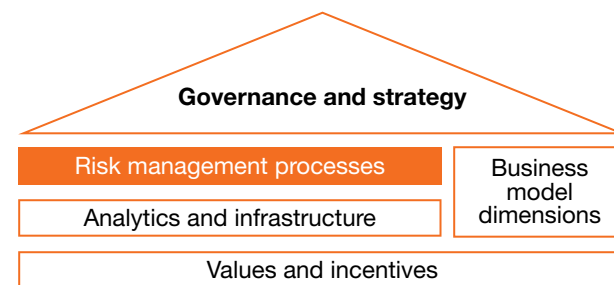 Governance and strategy
Risk management processes
Analytics and infrastructure
Business
model
dimensions
Values and incentives